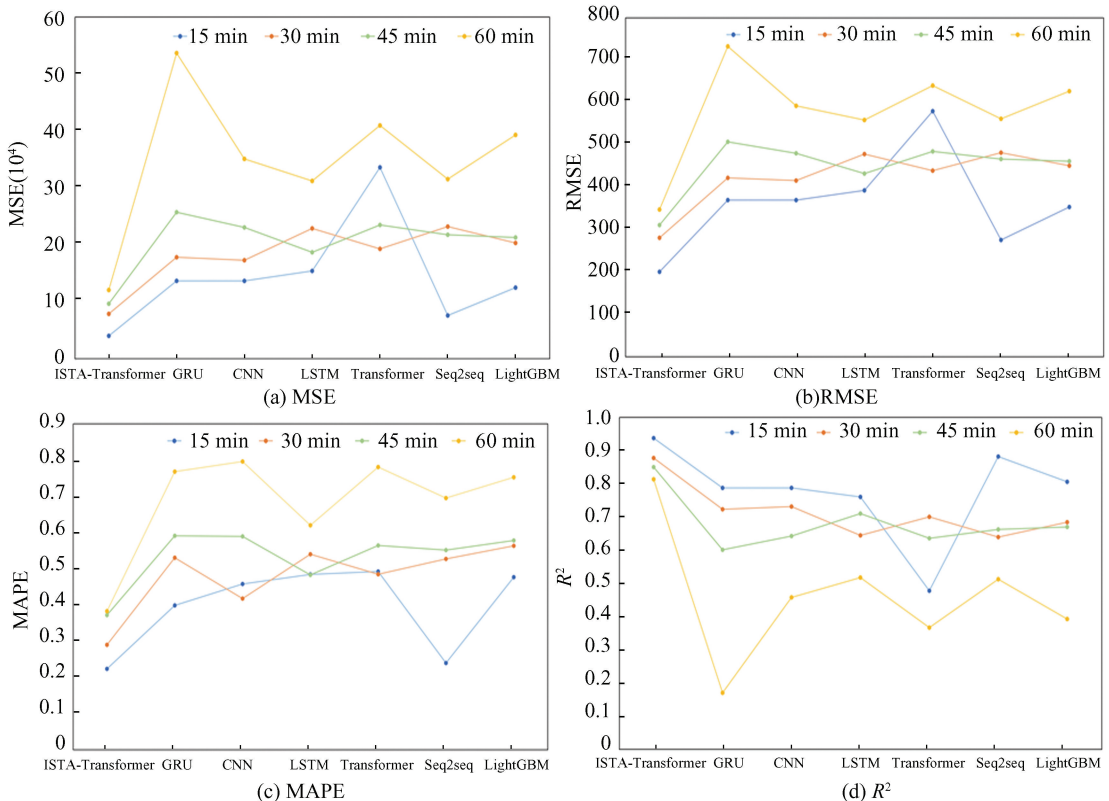 60
50
40
30
20
10
0
MSE(10⁴)
15 min 30 min 45 min 60 min
ISTA-Transformer GRU CNN LSTM Transformer Seq2seq LightGBM
(a) MSE
800
700
600
500
400
300
200
100
0
RMSE
15 min 30 min 45 min 60 min
ISTA-Transformer GRU CNN LSTM Transformer Seq2seq LightGBM
(b)RMSE
0.9
0.8
0.7
0.6
0.5
0.4
0.3
0.2
0.1
0
MAPE
15 min 30 min 45 min 60 min
ISTA-Transformer GRU CNN LSTM Transformer Seq2seq LightGBM
(c) MAPE
1.0
0.9
0.8
0.7
0.6
0.5
0.4
0.3
0.2
0.1
0
R²
15 min 30 min 45 min 60 min
ISTA-Transformer GRU CNN LSTM Transformer Seq2seq LightGBM
(d) R²